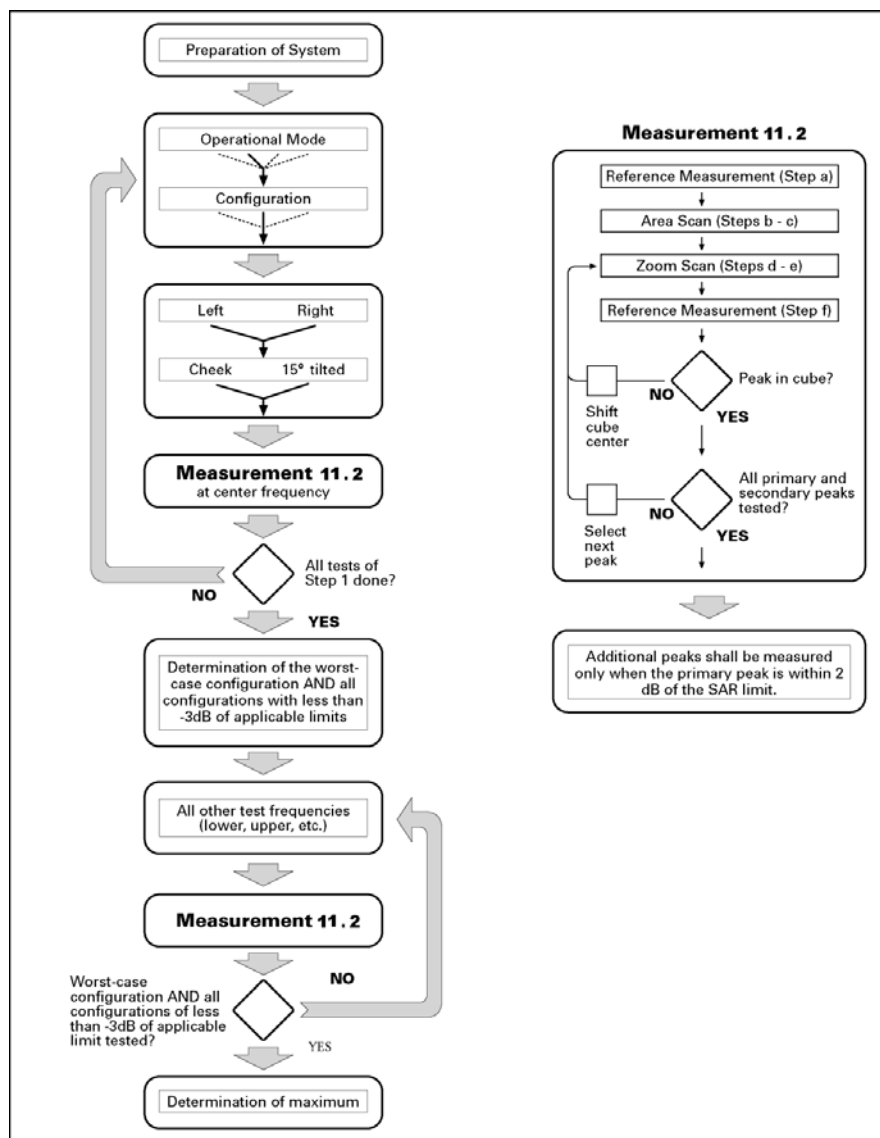 Preparation of System
Operational Mode
Configuration
Left Right
Cheek 15° tilted
Measurement 11.2
at center frequency
All tests of
Step 1 done?
NO
YES
Determination of the worst-
case configuration AND all
configurations with less than
-3dB of applicable limits
All other test frequencies
(lower, upper, etc.)
Measurement 11.2
NO
Worst-case
configuration AND all
configurations of less
than -3dB of applicable
limit tested?
YES
Determination of maximum
Measurement 11.2
Reference Measurement (Step a)
Area Scan (Steps b - c)
Zoom Scan (Steps d - e)
Reference Measurement (Step f)
Peak in cube?
NO
Shift
cube
center
YES
All primary and
secondary peaks
tested?
NO
Select
next
peak
YES
Additional peaks shall be measured
only when the primary peak is within 2
dB of the SAR limit.